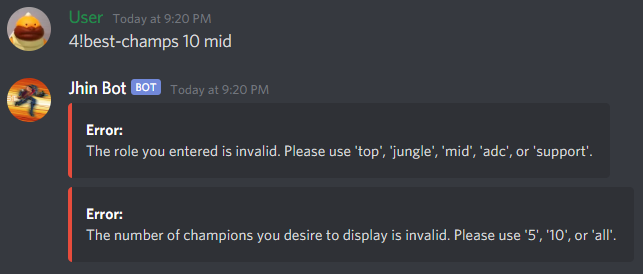 User Today at 9:20 PM
4!best-champs 10 mid
Jhin Bot BOT Today at 9:20 PM
Error:
The role you entered is invalid. Please use 'top', 'jungle', 'mid', 'adc', or 'support'.
Error:
The number of champions you desire to display is invalid. Please use '5', '10', or 'all'.